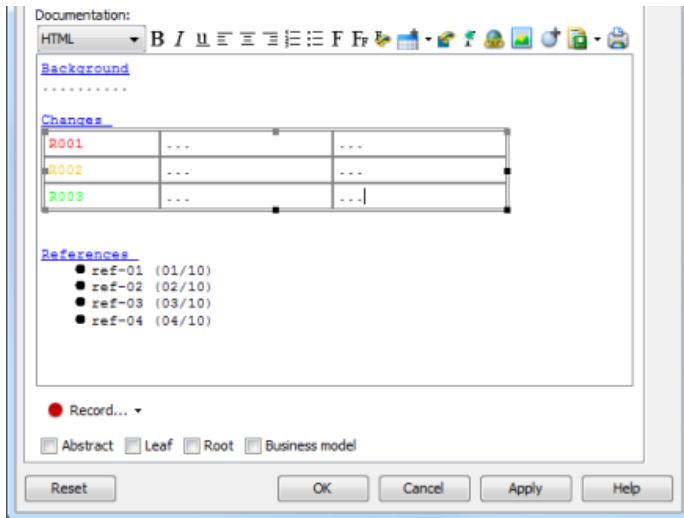 Documentation:
HTML B I U F FF
Background
- - - - - - - - - -
Changes
R001 ... ...
R002 ... ...
R003 ... ...
References
● ref-01 (01/10)
● ref-02 (02/10)
● ref-03 (03/10)
● ref-04 (04/10)
Record...
Abstract Leaf Root Business model
Reset OK Cancel Apply Help